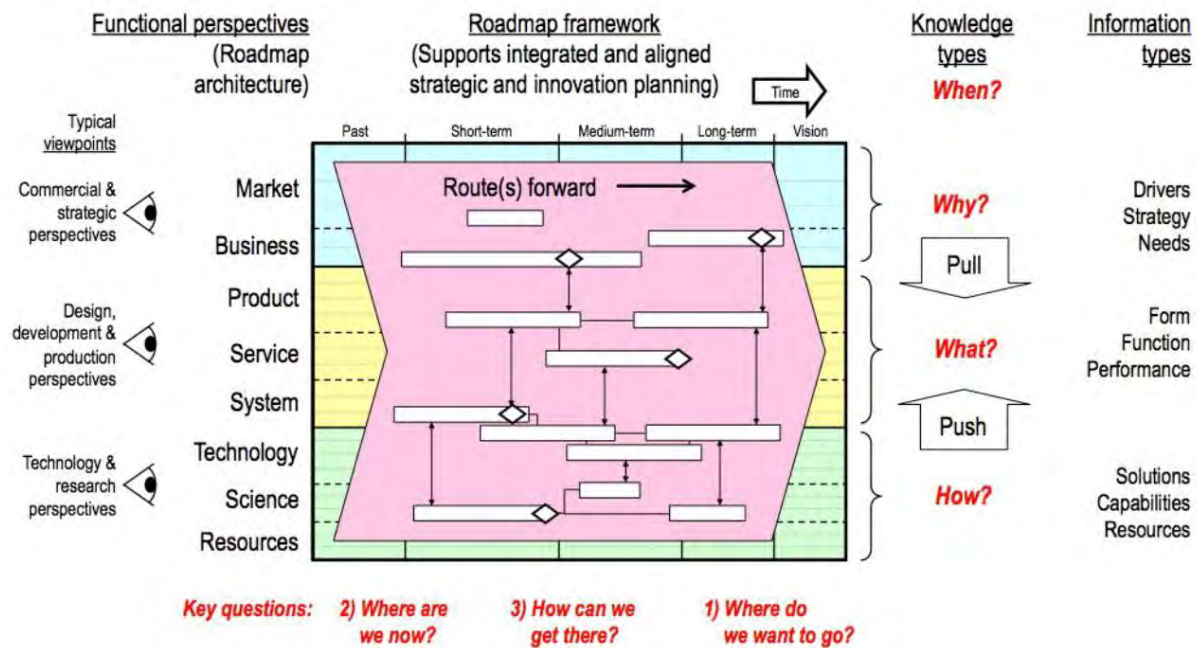 Functional perspectives
(Roadmap
architecture)
Roadmap framework
(Supports integrated and aligned
strategic and innovation planning)
Time
Knowledge
types
When?
Information
types
Typical
viewpoints
Past
Short-term
Medium-term
Long-term
Vision
Commercial &
strategic
perspectives
Market
Business
Route(s) forward
Why?
Drivers
Strategy
Needs
Pull
Design,
development &
production
perspectives
Product
Service
System
What?
Form
Function
Performance
Push
Technology &
research
perspectives
Technology
Science
Resources
How?
Solutions
Capabilities
Resources
Key questions:
2) Where are
we now?
3) How can we
get there?
1) Where do
we want to go?